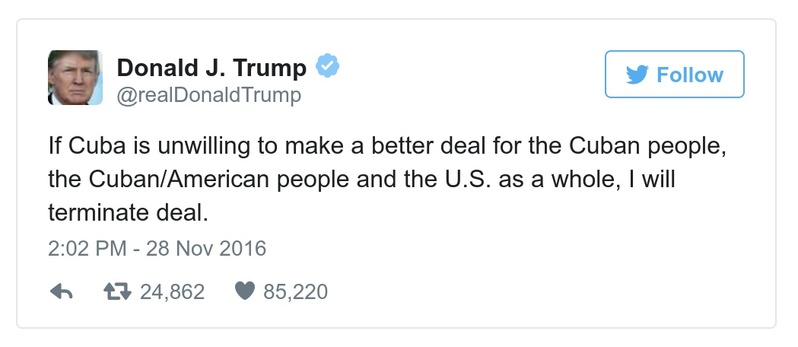 Donald J. Trump
@realDonaldTrump
Follow
If Cuba is unwilling to make a better deal for the Cuban people,
the Cuban/American people and the U.S. as a whole, I will
terminate deal.
2:02 PM - 28 Nov 2016
24,862 85,220